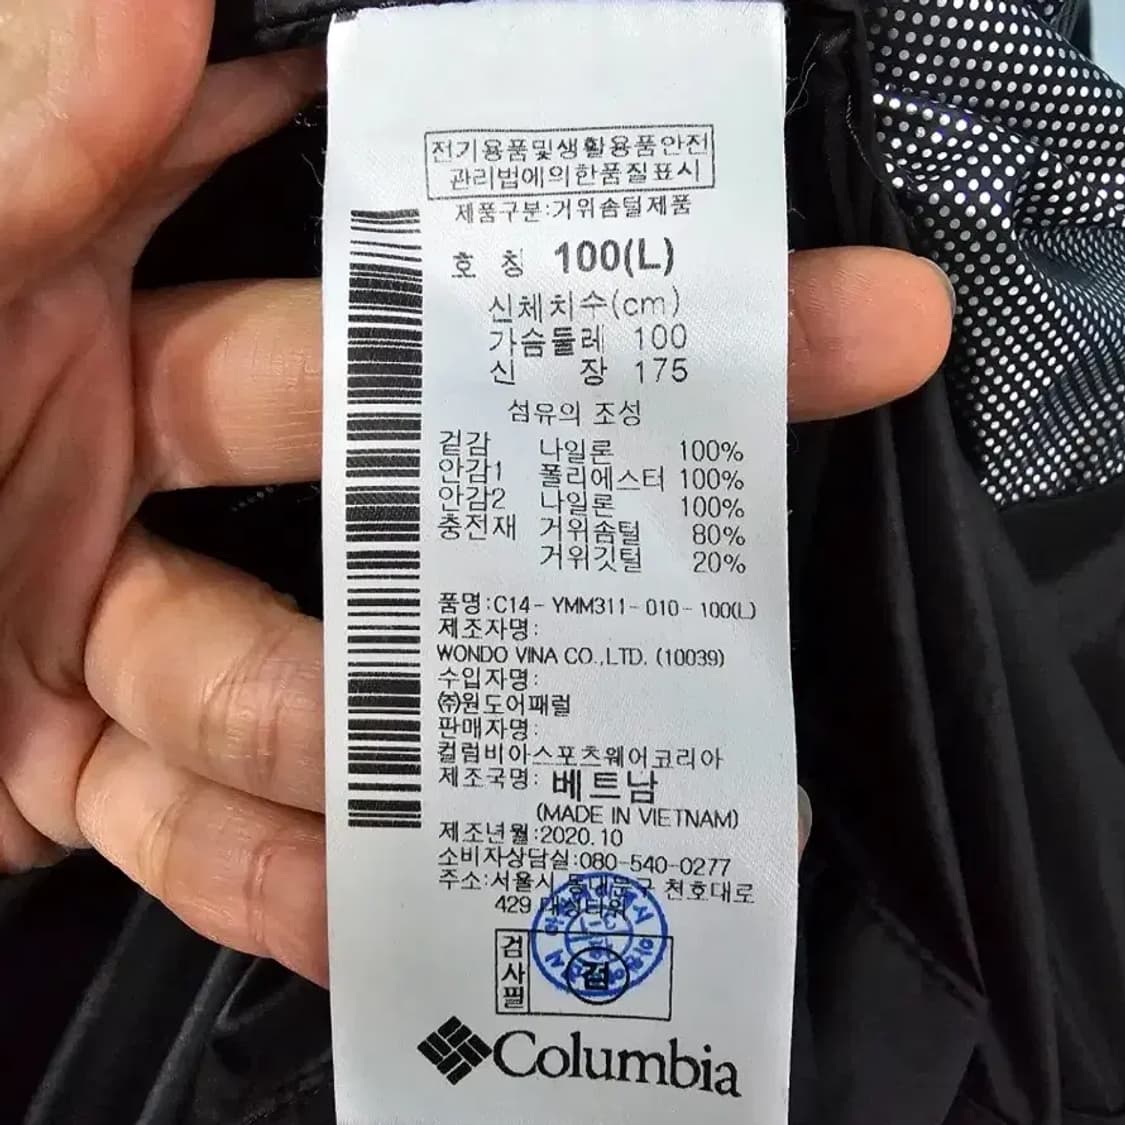 전기용품및생활용품안전
관리법에의한품질표시
제품구분:거위솜털제품
호 칭 100(L)
신체치수(cm)
가슴둘레 100
신 장 175
섬유의 조성
겉감 나일론 100%
안감1 폴리에스터 100%
안감2 나일론 100%
충전재 거위솜털 80%
거위깃털 20%
품명:C14-YMM311-010-100(L)
제조자명:
WONDO VINA CO.,LTD. (10039)
수입자명:
㈜원도어패럴
판매자명:
컬럼비아스포츠웨어코리아
제조국명: 베트남
(MADE IN VIETNAM)
제조년월:2020.10
소비자상담실:080-540-0277
주소:서울시 동대문구 천호대로
429 대성타워
검사필
검
Columbia